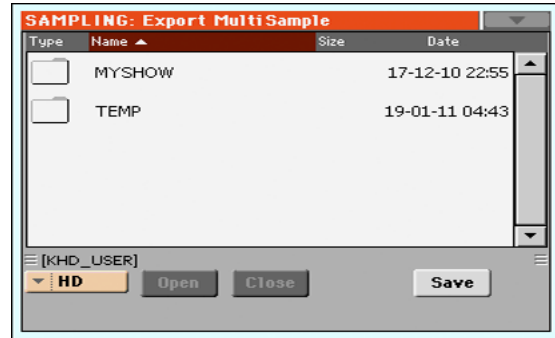 SAMPLING: Export MultiSample
Type Name Size Date
MYSHOW 17-12-10 22:55
TEMP 19-01-11 04:43
[KHD_USER]
HD Open Close Save